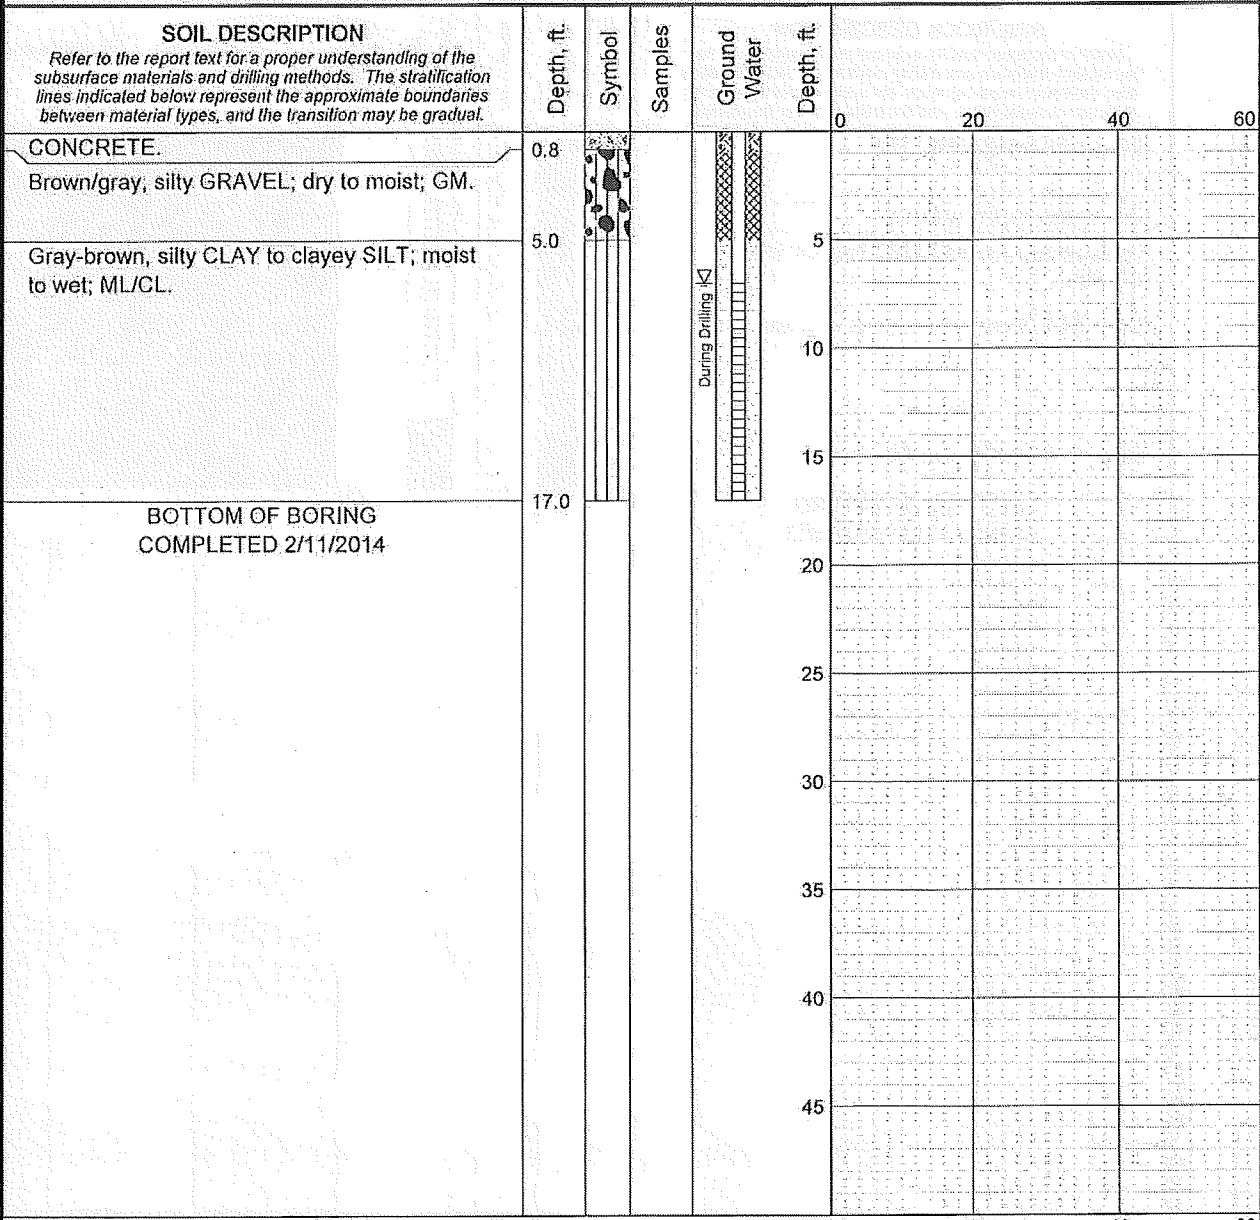 SOIL DESCRIPTION
Refer to the report text for a proper understanding of the
subsurface materials and drilling methods. The stratification
lines indicated below represent the approximate boundaries
between material types, and the transition may be gradual.
Depth, ft.
Symbol
Samples
Ground
Water
Depth, ft.
0 20 40 60
CONCRETE.
0.8
Brown/gray, silty GRAVEL; dry to moist; GM.
5.0
5
Gray-brown, silty CLAY to clayey SILT; moist
to wet; ML/CL.
During Drilling
10
15
17.0
BOTTOM OF BORING
COMPLETED 2/11/2014
20
25
30
35
40
45